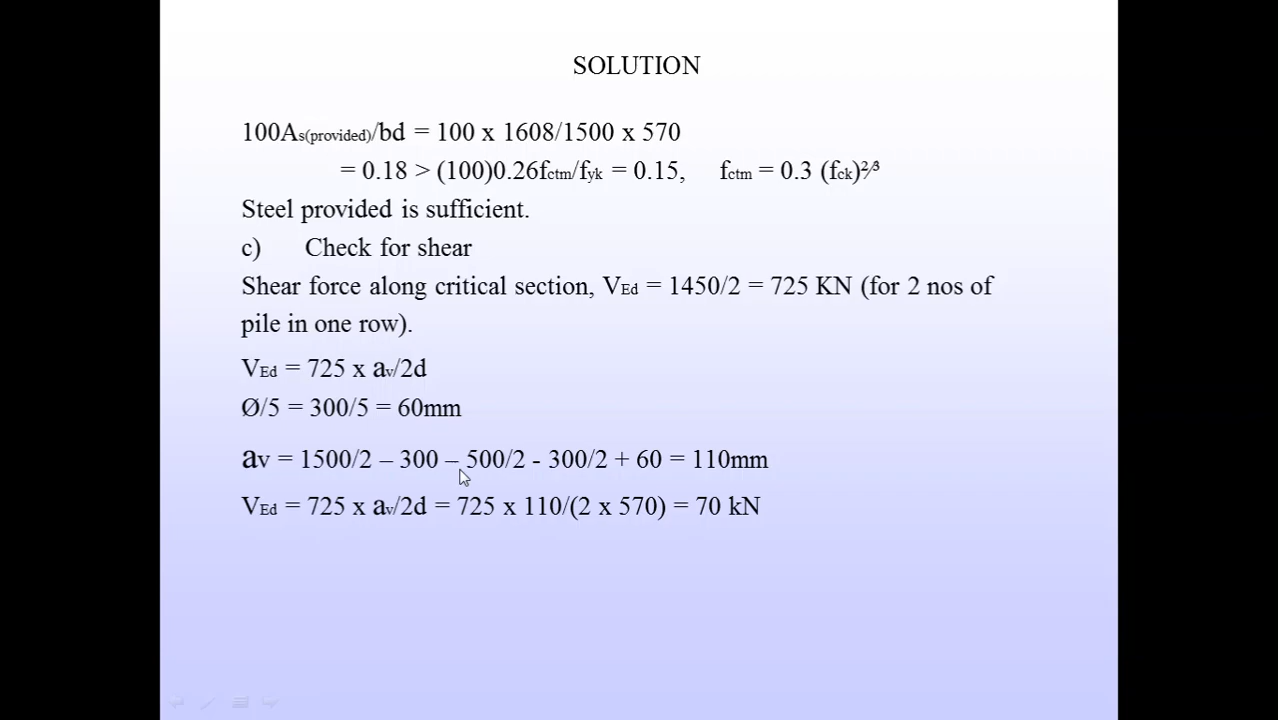 SOLUTION
100As(provided)/bd = 100 x 1608/1500 x 570
= 0.18 > (100)0.26fctm/fyk = 0.15, fctm = 0.3 (fck)²⁄³
Steel provided is sufficient.
c) Check for shear
Shear force along critical section, VEd = 1450/2 = 725 KN (for 2 nos of
pile in one row).
VEd = 725 x av/2d
Ø/5 = 300/5 = 60mm
av = 1500/2 – 300 – 500/2 - 300/2 + 60 = 110mm
VEd = 725 x av/2d = 725 x 110/(2 x 570) = 70 kN